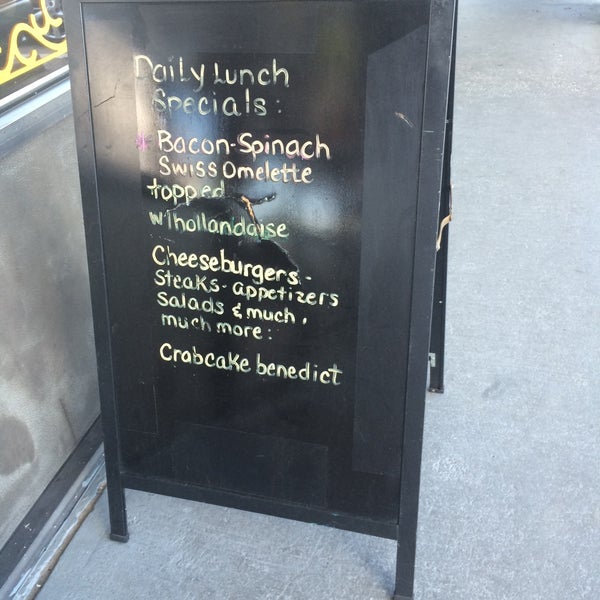 Daily Lunch
Specials:
* Bacon-Spinach
Swiss Omelette
topped
w/hollandaise
Cheeseburgers-
Steaks- appetizers
Salads & much,
much more:
Crabcake benedict